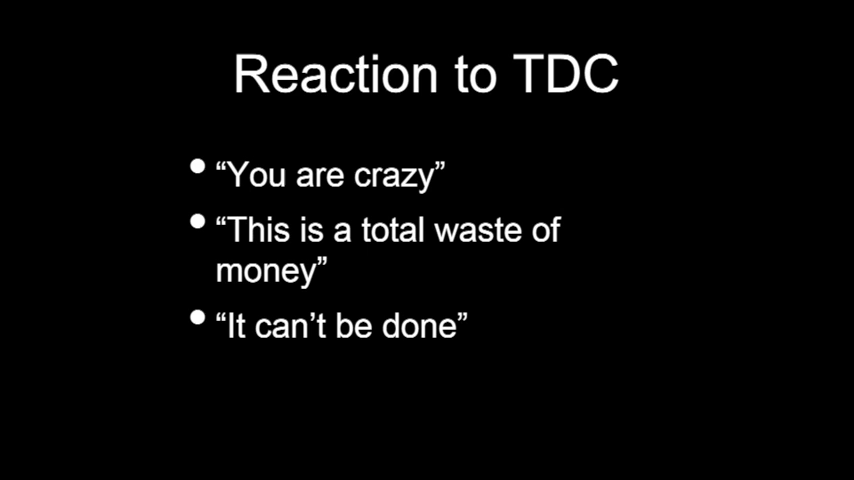 Reaction to TDC
• “You are crazy”
• “This is a total waste of
money”
• “It can’t be done”